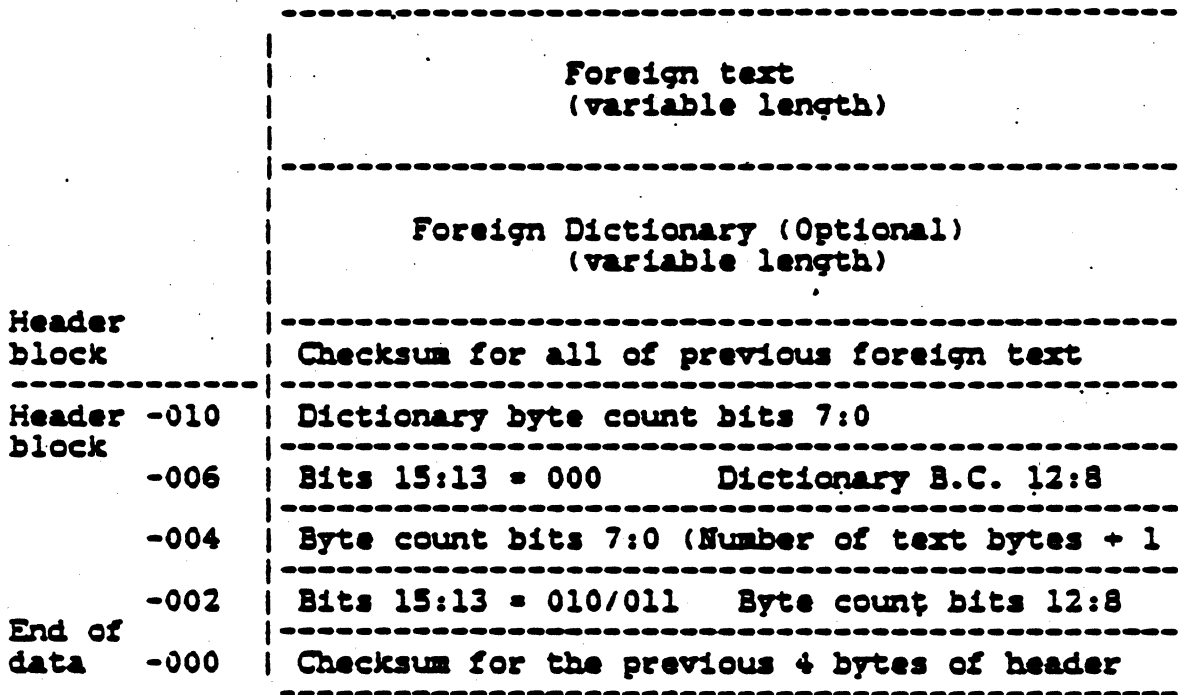 Foreign text
(variable length)
Foreign Dictionary (Optional)
(variable length)
Header
block Checksum for all of previous foreign text
Header -010 Dictionary byte count bits 7:0
block
-006 Bits 15:13 = 000 Dictionary B.C. 12:8
-004 Byte count bits 7:0 (Number of text bytes + 1
-002 Bits 15:13 = 010/011 Byte count bits 12:8
End of
data -000 Checksum for the previous 4 bytes of header